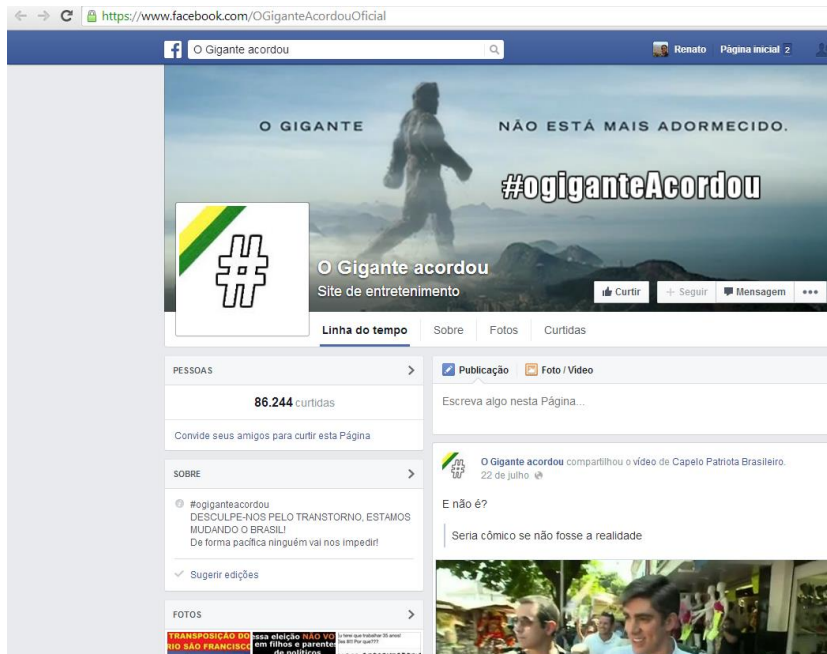 https://www.facebook.com/OGiganteAcordouOficial
O Gigante acordou
Renato Página inicial 2
O GIGANTE NÃO ESTÁ MAIS ADORMECIDO.
#ogiganteAcordou
#
O Gigante acordou
Site de entretenimento
Curtir + Seguir Mensagem
Linha do tempo Sobre Fotos Curtidas
PESSOAS
86.244 curtidas
Convide seus amigos para curtir esta Página
SOBRE
#ogiganteacordou
DESCULPE-NOS PELO TRANSTORNO, ESTAMOS
MUDANDO O BRASIL!
De forma pacífica ninguém vai nos impedir!
Sugerir edições
FOTOS
TRANSPOSIÇÃO DO
RIO SÃO FRANCISCO
essa eleição NÃO VO
em filhos e parentes
de políticos
Publicação Foto / Vídeo
Escreva algo nesta Página...
#
O Gigante acordou compartilhou o vídeo de Capelo Patriota Brasileiro.
22 de julho
E não é?
Seria cômico se não fosse a realidade